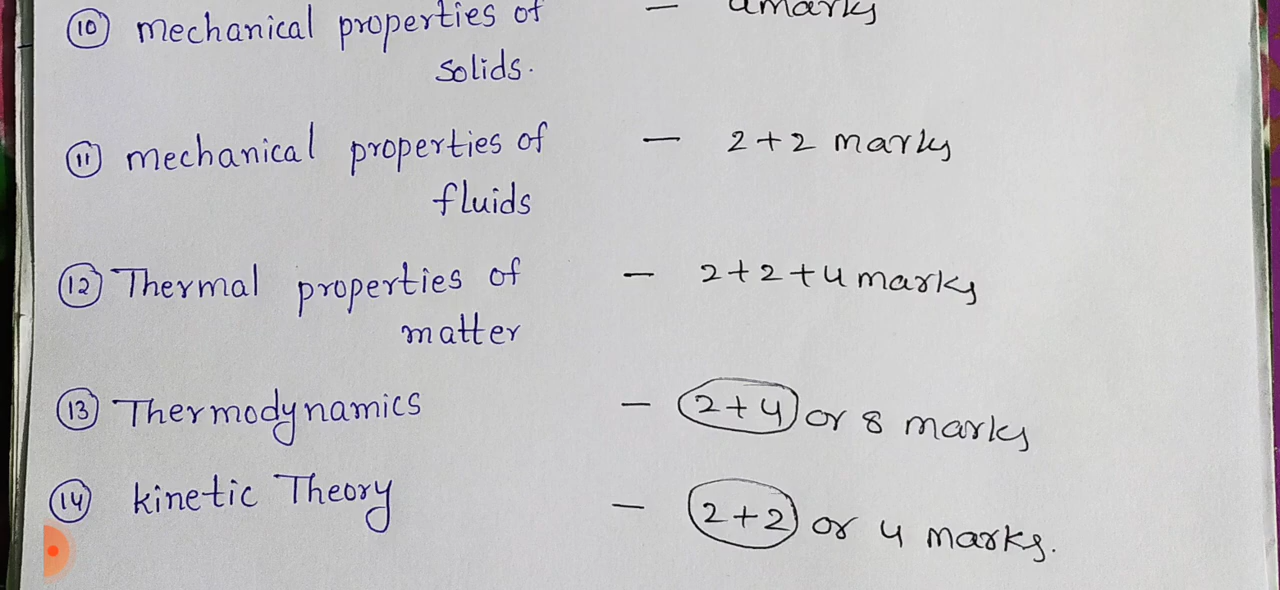 10 mechanical properties of - 4marks
solids.
11 mechanical properties of - 2+2 marks
fluids
12 Thermal properties of - 2+2+4 marks
matter
13 Thermodynamics - 2+4 or 8 marks
14 kinetic Theory - 2+2 or 4 marks.